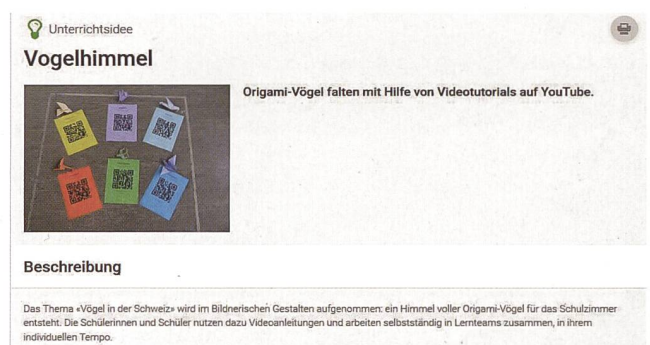 Unterrichtsidee
Vogelhimmel
Origami-Vögel falten mit Hilfe von Videotutorials auf YouTube.
Beschreibung
Das Thema «Vögel in der Schweiz» wird im Bildnerischen Gestalten aufgenommen: ein Himmel voller Origami-Vögel für das Schulzimmer
entsteht. Die Schülerinnen und Schüler nutzen dazu Videoanleitungen und arbeiten selbstständig in Lernteams zusammen, in ihrem
individuellen Tempo.